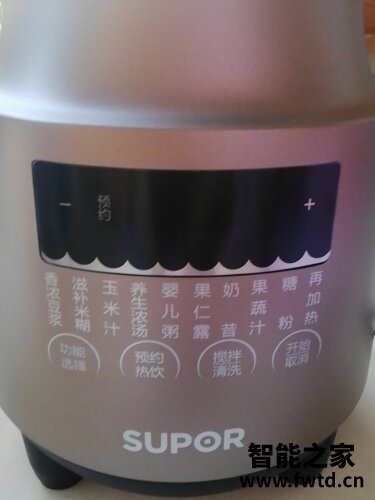 − 预约 +
香浓豆浆
滋补米糊
玉米汁
养生浓汤
婴儿粥
果仁露
奶昔
果蔬汁
糖粉
再加热
功能选择
预约热饮
搅拌清洗
开始取消
SUPOR
智能之家
www.fwtd.cn